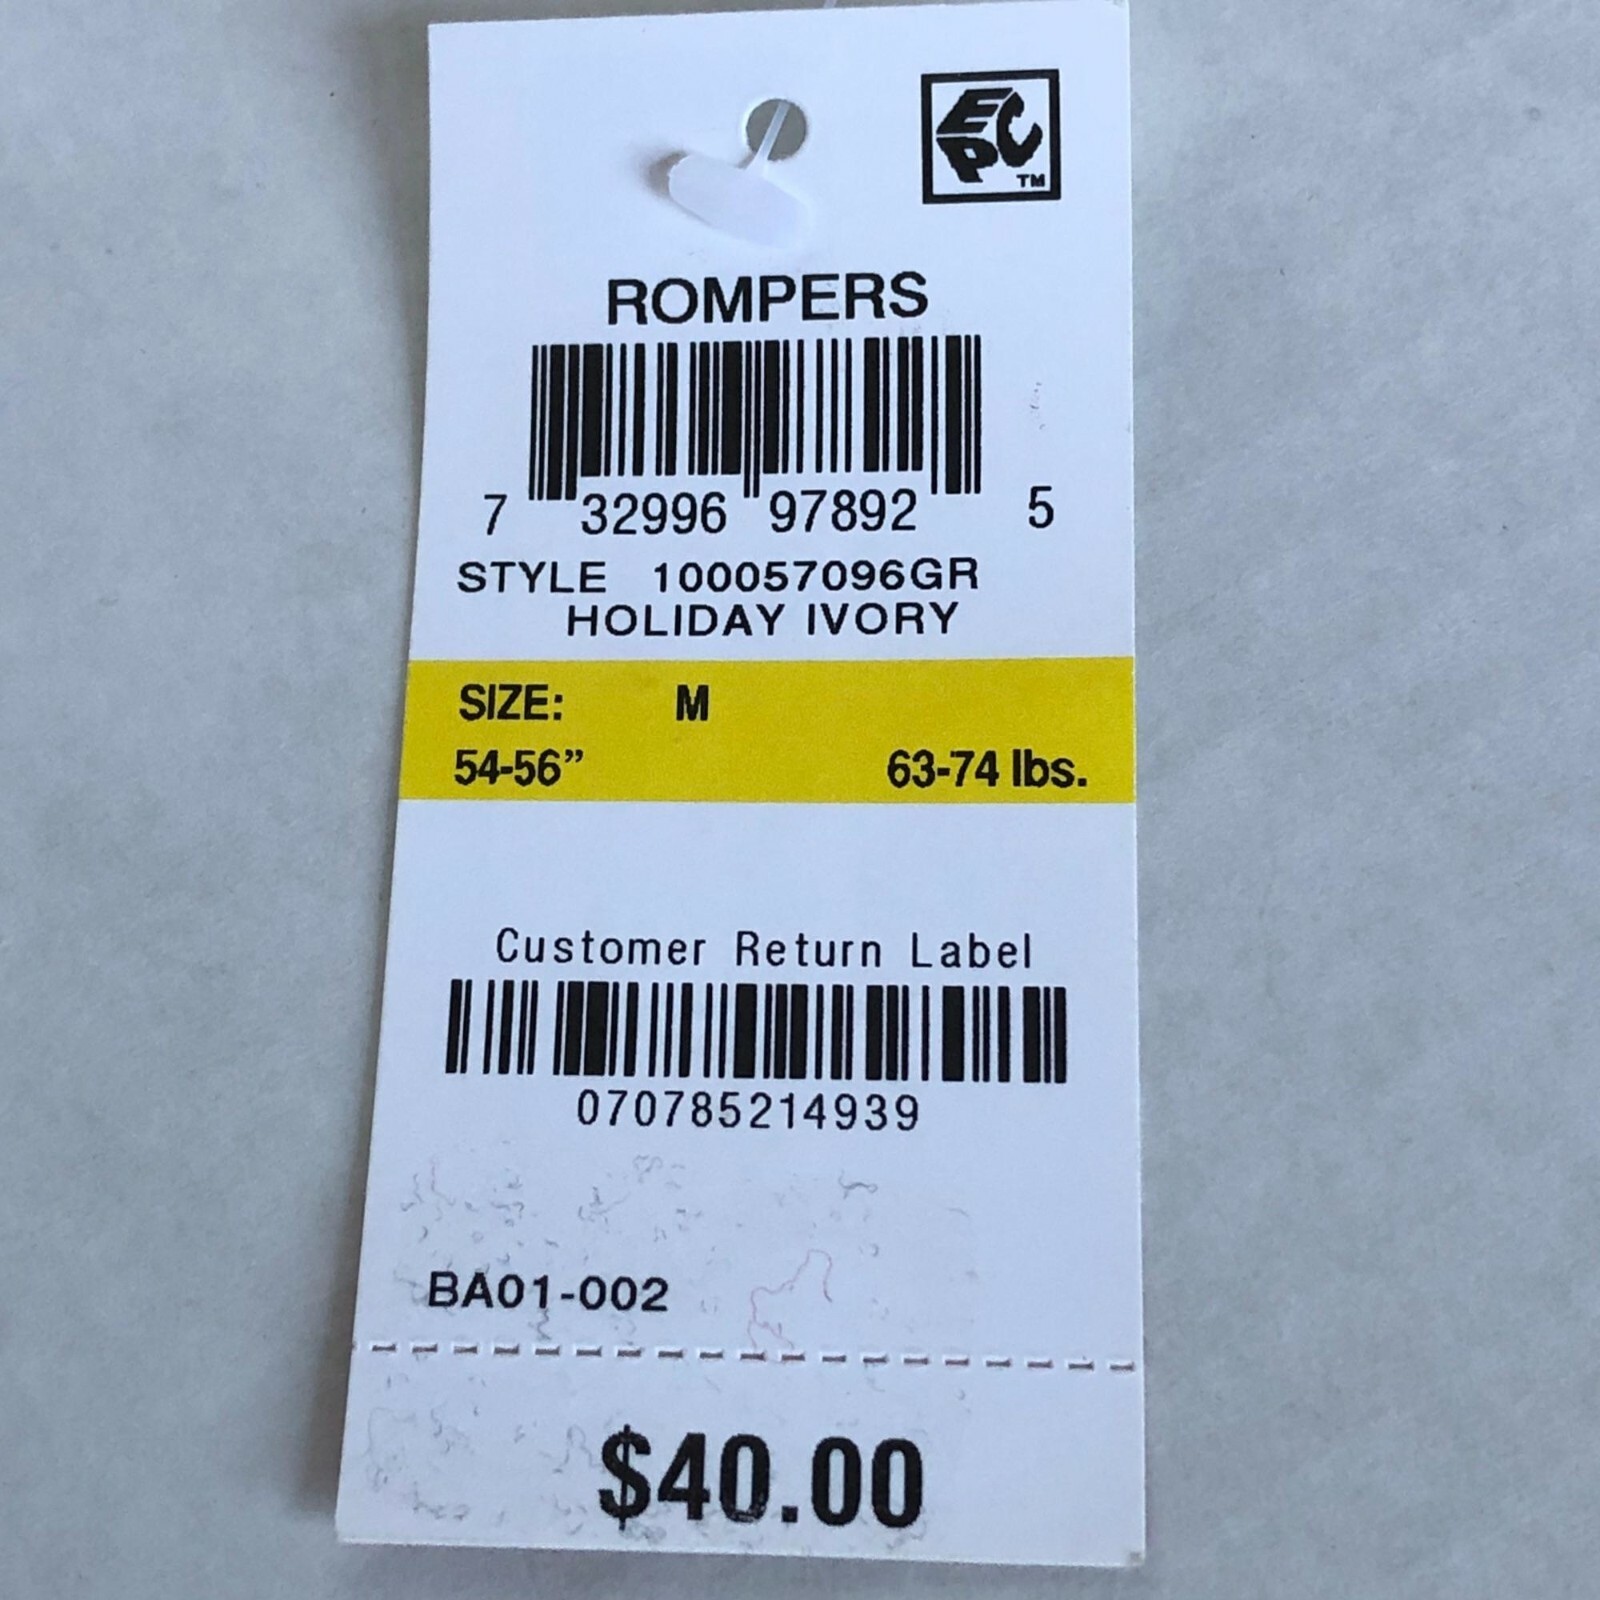 EPC
TM
ROMPERS
7 32996 97892 5
STYLE 100057096GR
HOLIDAY IVORY
SIZE: M
54-56” 63-74 lbs.
Customer Return Label
070785214939
BA01-002
$40.00